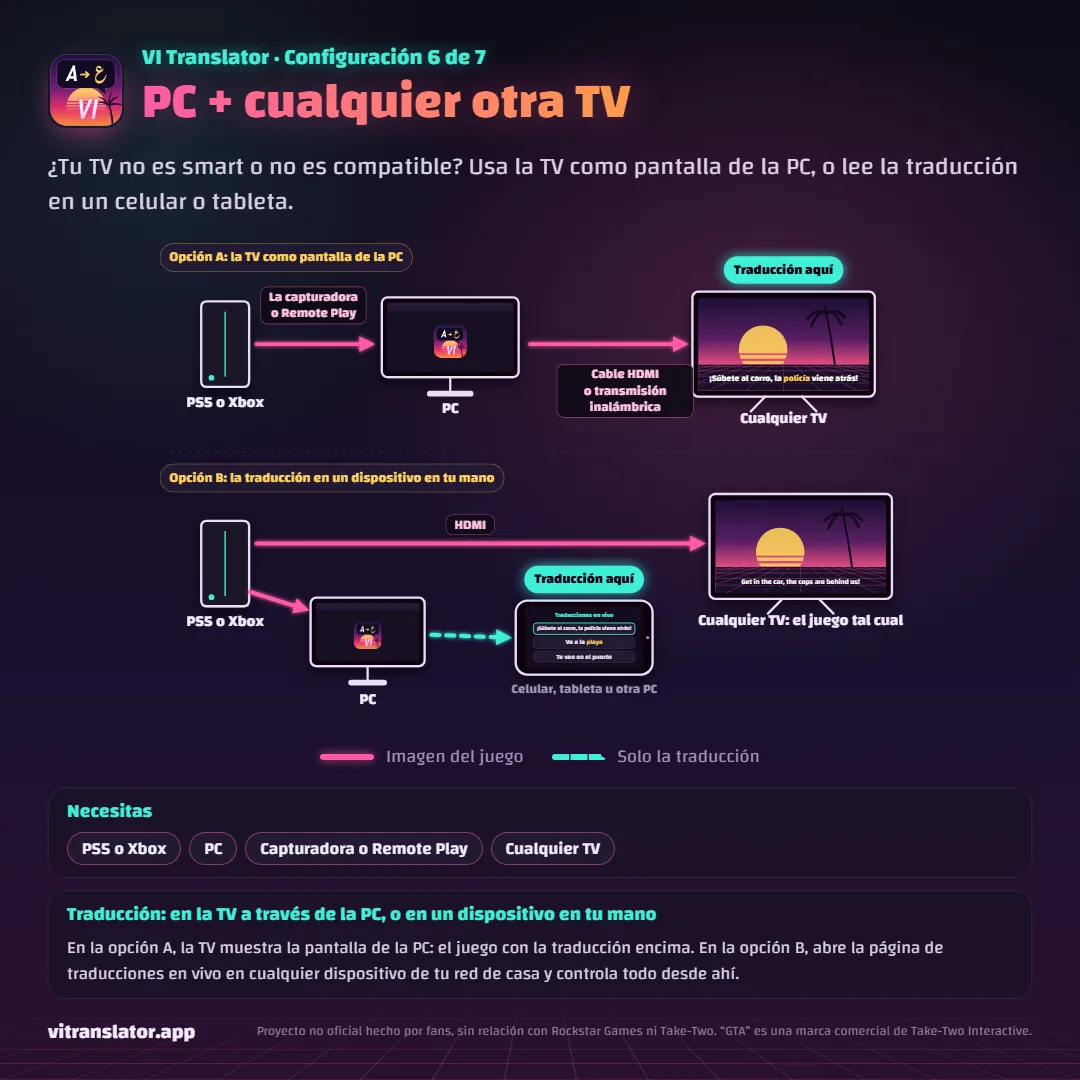 A→ع
VI
VI Translator · Configuración 6 de 7
PC + cualquier otra TV
¿Tu TV no es smart o no es compatible? Usa la TV como pantalla de la PC, o lee la traducción
en un celular o tableta.
Opción A: la TV como pantalla de la PC
Traducción aquí
La capturadora
o Remote Play
A→ع
VI
¡Súbete al carro, la policía viene atrás!
Cable HDMI
o transmisión
inalámbrica
PS5 o Xbox
PC
Cualquier TV
Opción B: la traducción en un dispositivo en tu mano
HDMI
Get in the car, the cops are behind us!
Traducción aquí
Traducciones en vivo
¡Súbete al carro, la policía viene atrás!
Ve a la playa
Te veo en el puerto
A→ع
VI
PS5 o Xbox
Cualquier TV: el juego tal cual
Celular, tableta u otra PC
PC
Imagen del juego
Solo la traducción
Necesitas
PS5 o Xbox
PC
Capturadora o Remote Play
Cualquier TV
Traducción: en la TV a través de la PC, o en un dispositivo en tu mano
En la opción A, la TV muestra la pantalla de la PC: el juego con la traducción encima. En la opción B, abre la página de
traducciones en vivo en cualquier dispositivo de tu red de casa y controla todo desde ahí.
vitranslator.app
Proyecto no oficial hecho por fans, sin relación con Rockstar Games ni Take-Two. “GTA” es una marca comercial de Take-Two Interactive.